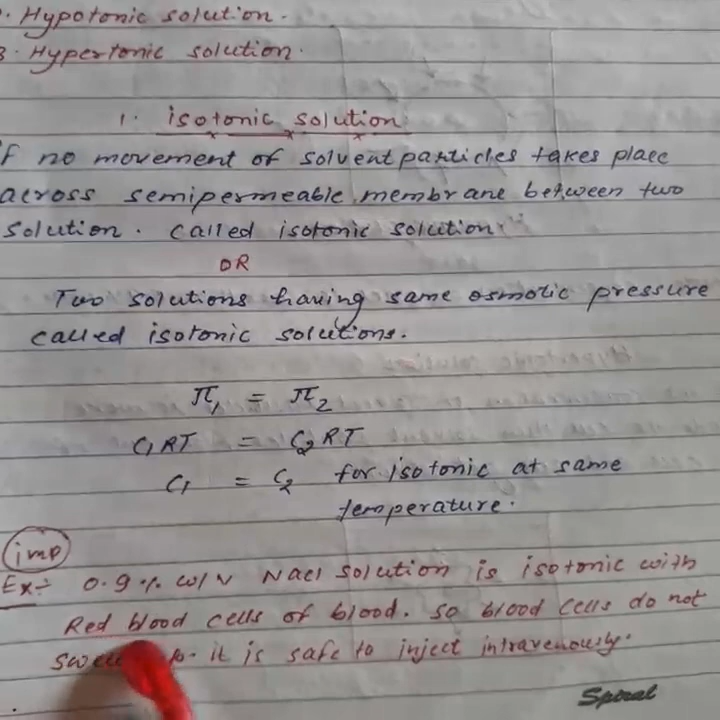 Hypotonic solution.
3. Hypertonic solution.
1. isotonic solution
f no movement of solvent particles takes place
across semipermeable membrane between two
solution. called isotonic solution
OR
Two solutions having same osmotic pressure
called isotonic solutions.
π₁ = π₂
C₁RT = C₂RT
C₁ = C₂ for isotonic at same
temperature.
imp
Ex÷ 0.9% W/V Nacl solution is isotonic with
Red blood cells of blood. so blood cells do not
it is safe to inject intravenously.
Spiral